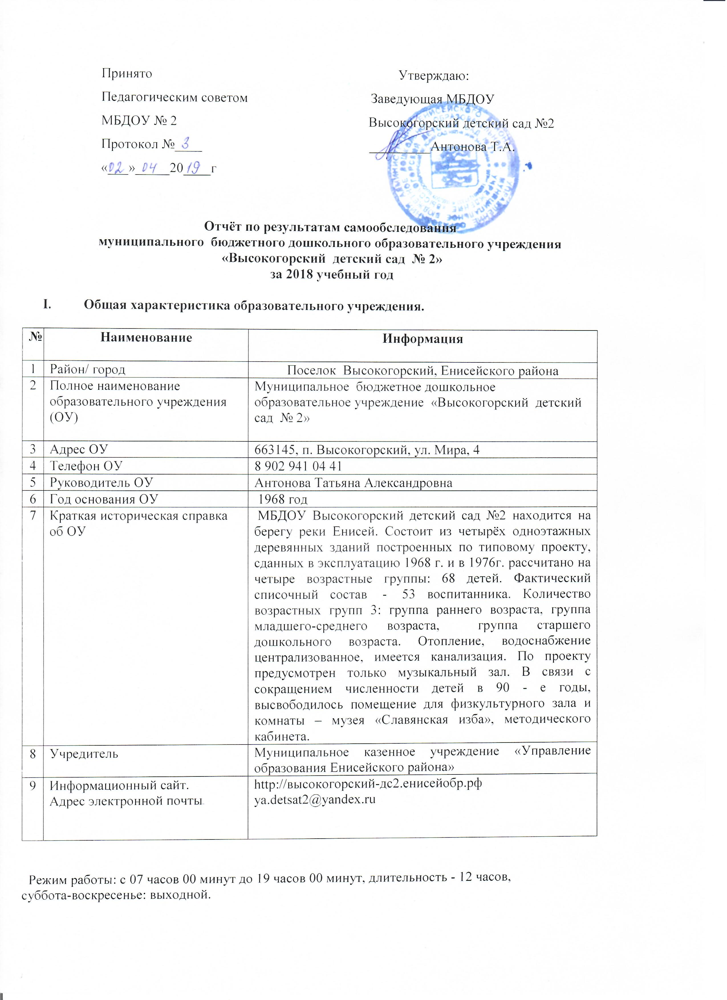 Принято
Педагогическим советом
МБДОУ № 2
Протокол № 3
«02» 04 2019 г
Утверждаю:
Заведующая МБДОУ
Высокогорский детский сад №2
Антонова Т.А.
Отчёт по результатам самообследования
муниципального бюджетного дошкольного образовательного учреждения
«Высокогорский детский сад № 2»
за 2018 учебный год
I. Общая характеристика образовательного учреждения.
№ Наименование Информация
1 Район/ город Поселок Высокогорский, Енисейского района
2 Полное наименование
образовательного учреждения
(ОУ)
Муниципальное бюджетное дошкольное
образовательное учреждение «Высокогорский детский
сад № 2»
3 Адрес ОУ 663145, п. Высокогорский, ул. Мира, 4
4 Телефон ОУ 8 902 941 04 41
5 Руководитель ОУ Антонова Татьяна Александровна
6 Год основания ОУ 1968 год
7 Краткая историческая справка
об ОУ
МБДОУ Высокогорский детский сад №2 находится на
берегу реки Енисей. Состоит из четырёх одноэтажных
деревянных зданий построенных по типовому проекту,
сданных в эксплуатацию 1968 г. и в 1976г. рассчитано на
четыре возрастные группы: 68 детей. Фактический
списочный состав - 53 воспитанника. Количество
возрастных групп 3: группа раннего возраста, группа
младшего-среднего возраста, группа старшего
дошкольного возраста. Отопление, водоснабжение
централизованное, имеется канализация. По проекту
предусмотрен только музыкальный зал. В связи с
сокращением численности детей в 90 - е годы,
высвободилось помещение для физкультурного зала и
комнаты – музея «Славянская изба», методического
кабинета.
8 Учредитель
Муниципальное казенное учреждение «Управление
образования Енисейского района»
9 Информационный сайт.
Адрес электронной почты
http://высокогорский-дс2.енисейобр.рф
ya.detsat2@yandex.ru
Режим работы: с 07 часов 00 минут до 19 часов 00 минут, длительность - 12 часов,
суббота-воскресенье: выходной.